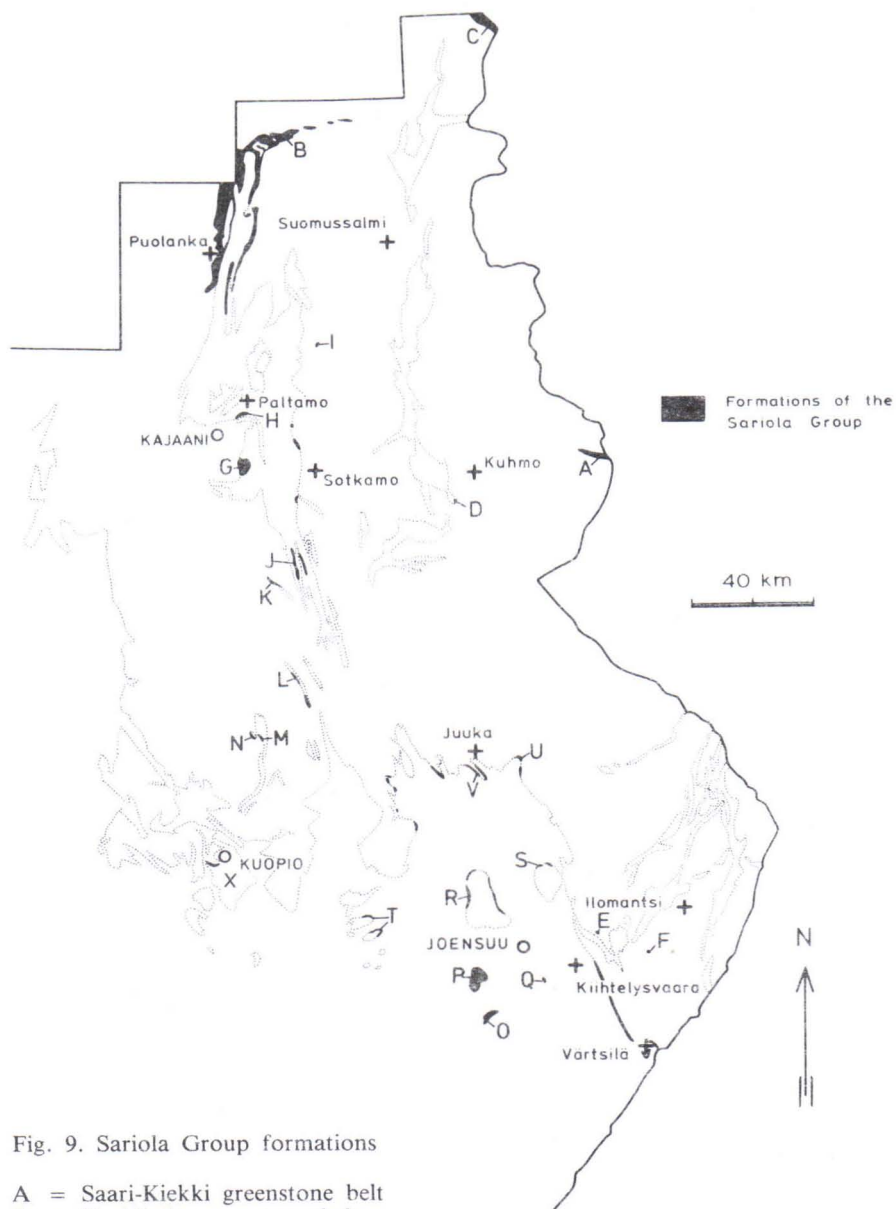 C
B
Puolanka
Suomussalmi
I
Paltamo
H
KAJAANI
G
Sotkamo
Kuhmo
A
D
Formations of the
Sariola Group
J
K
40 km
L
N
M
Juuka
U
V
KUOPIO
X
S
R
Ilomantsi
E
T
F
JOENSUU
N
P
Q
Kiihtelysvaara
O
Värtsilä
Fig. 9. Sariola Group formations
A = Saari-Kiekki greenstone belt